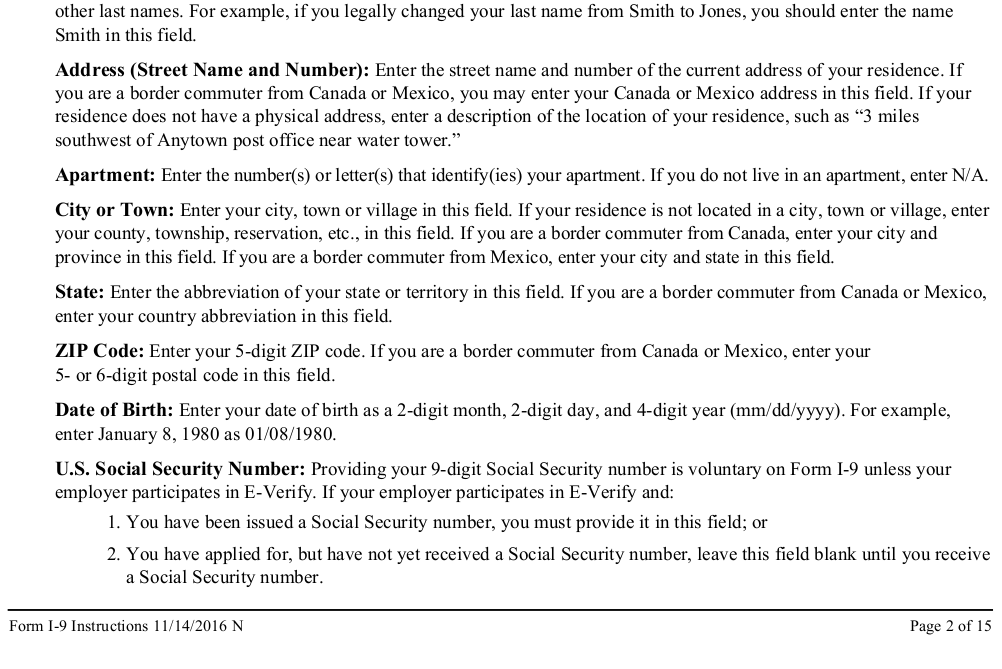 other last names. For example, if you legally changed your last name from Smith to Jones, you should enter the name
Smith in this field.
Address (Street Name and Number): Enter the street name and number of the current address of your residence. If
you are a border commuter from Canada or Mexico, you may enter your Canada or Mexico address in this field. If your
residence does not have a physical address, enter a description of the location of your residence, such as “3 miles
southwest of Anytown post office near water tower.”
Apartment: Enter the number(s) or letter(s) that identify(ies) your apartment. If you do not live in an apartment, enter N/A.
City or Town: Enter your city, town or village in this field. If your residence is not located in a city, town or village, enter
your county, township, reservation, etc., in this field. If you are a border commuter from Canada, enter your city and
province in this field. If you are a border commuter from Mexico, enter your city and state in this field.
State: Enter the abbreviation of your state or territory in this field. If you are a border commuter from Canada or Mexico,
enter your country abbreviation in this field.
ZIP Code: Enter your 5-digit ZIP code. If you are a border commuter from Canada or Mexico, enter your
5- or 6-digit postal code in this field.
Date of Birth: Enter your date of birth as a 2-digit month, 2-digit day, and 4-digit year (mm/dd/yyyy). For example,
enter January 8, 1980 as 01/08/1980.
U.S. Social Security Number: Providing your 9-digit Social Security number is voluntary on Form I-9 unless your
employer participates in E-Verify. If your employer participates in E-Verify and:
1. You have been issued a Social Security number, you must provide it in this field; or
2. You have applied for, but have not yet received a Social Security number, leave this field blank until you receive
a Social Security number.
Form I-9 Instructions 11/14/2016 N
Page 2 of 15